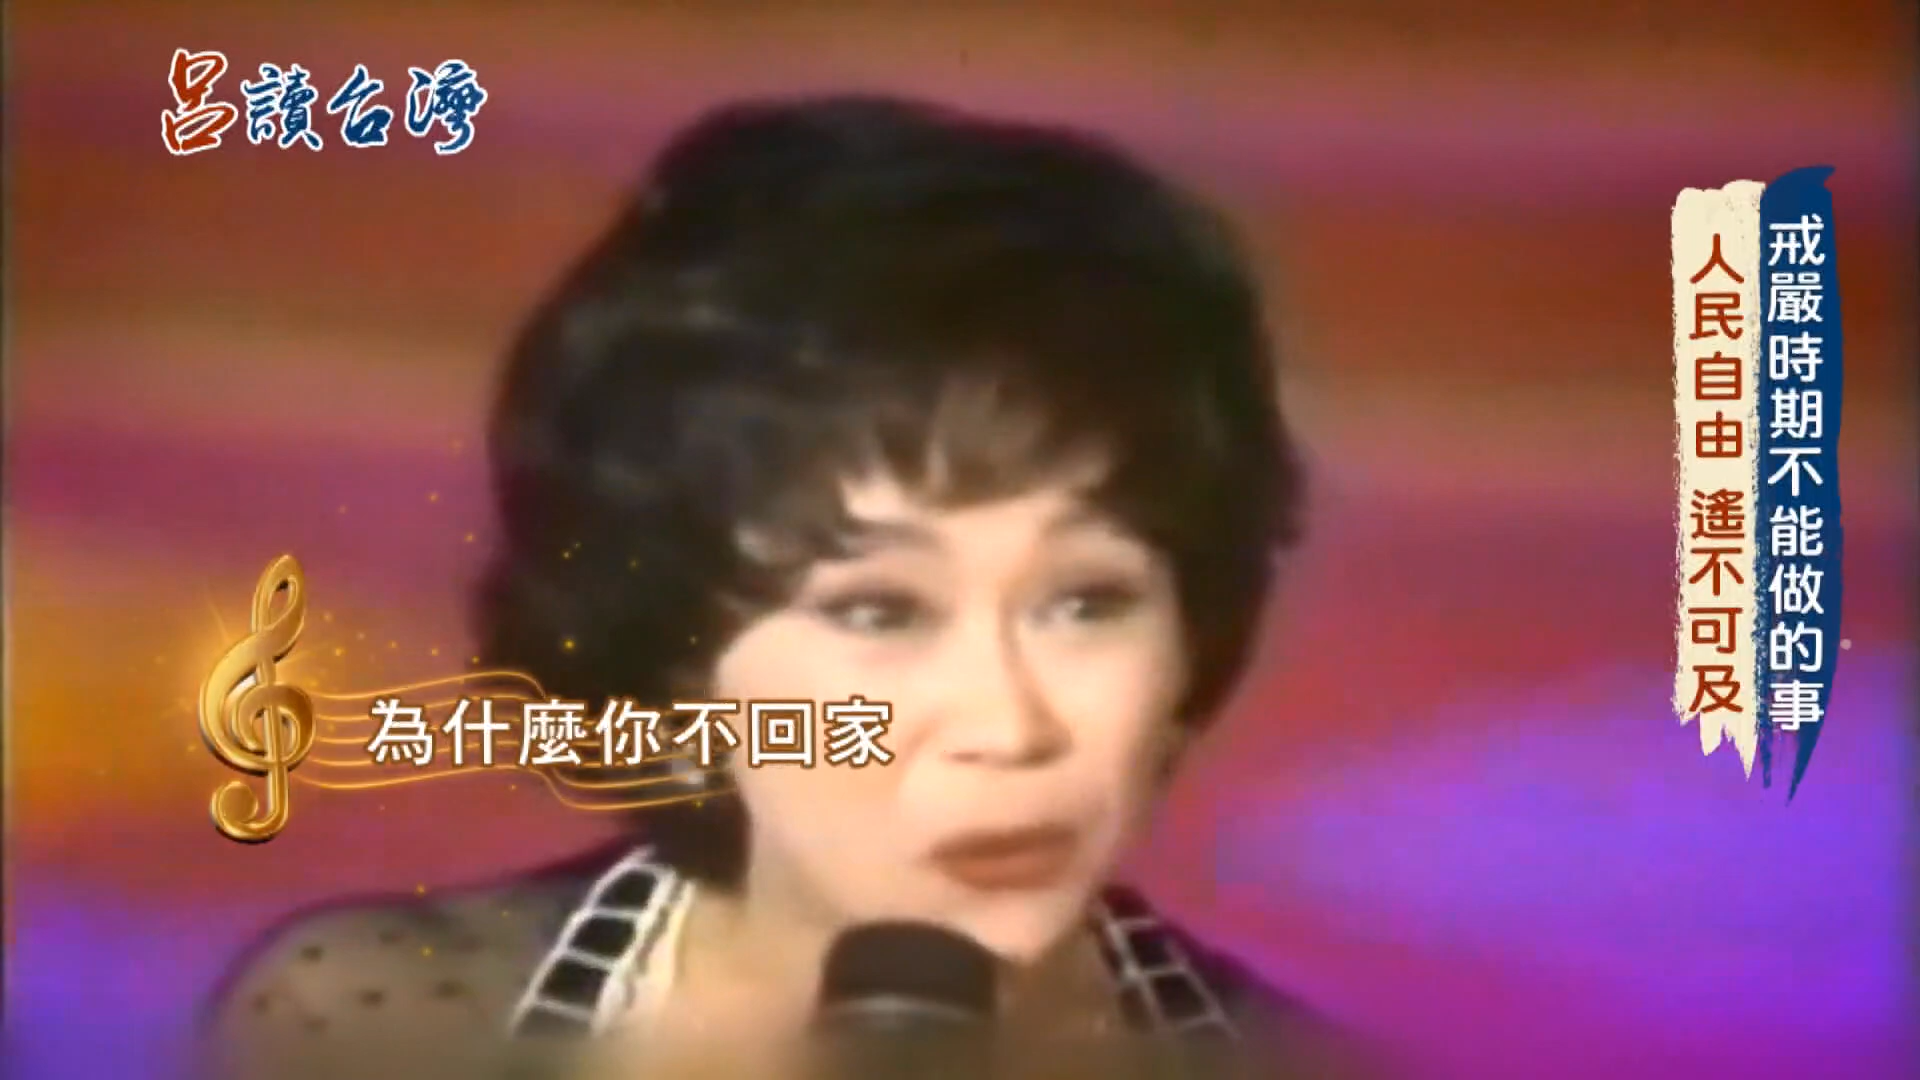 呂讀台灣
戒嚴時期不能做的事
人民自由 遙不可及
為什麼你不回家